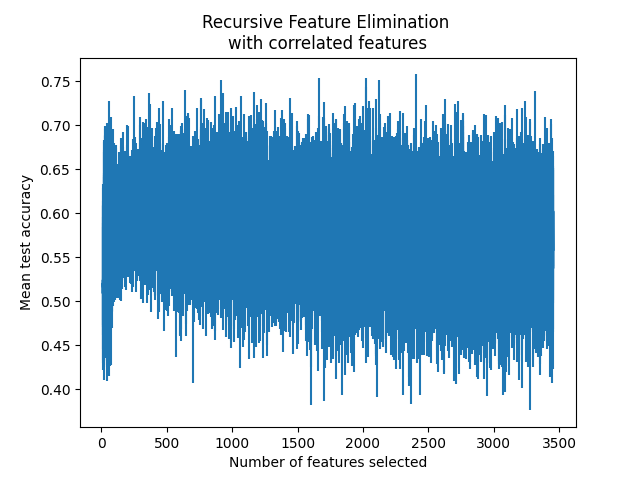 Recursive Feature Elimination
with correlated features
0.75
0.70
0.65
0.60
0.55
0.50
0.45
0.40
Mean test accuracy
0 500 1000 1500 2000 2500 3000 3500
Number of features selected